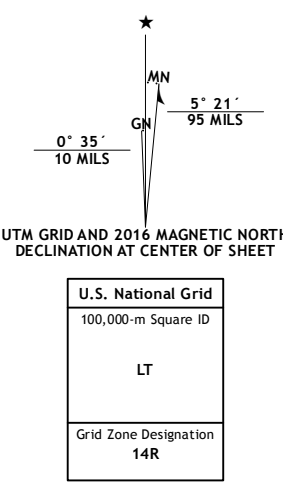 ★
MN
GN
5° 21´
95 MILS
0° 35´
10 MILS
UTM GRID AND 2016 MAGNETIC NORTH
DECLINATION AT CENTER OF SHEET
U.S. National Grid
100,000-m Square ID
LT
Grid Zone Designation
14R